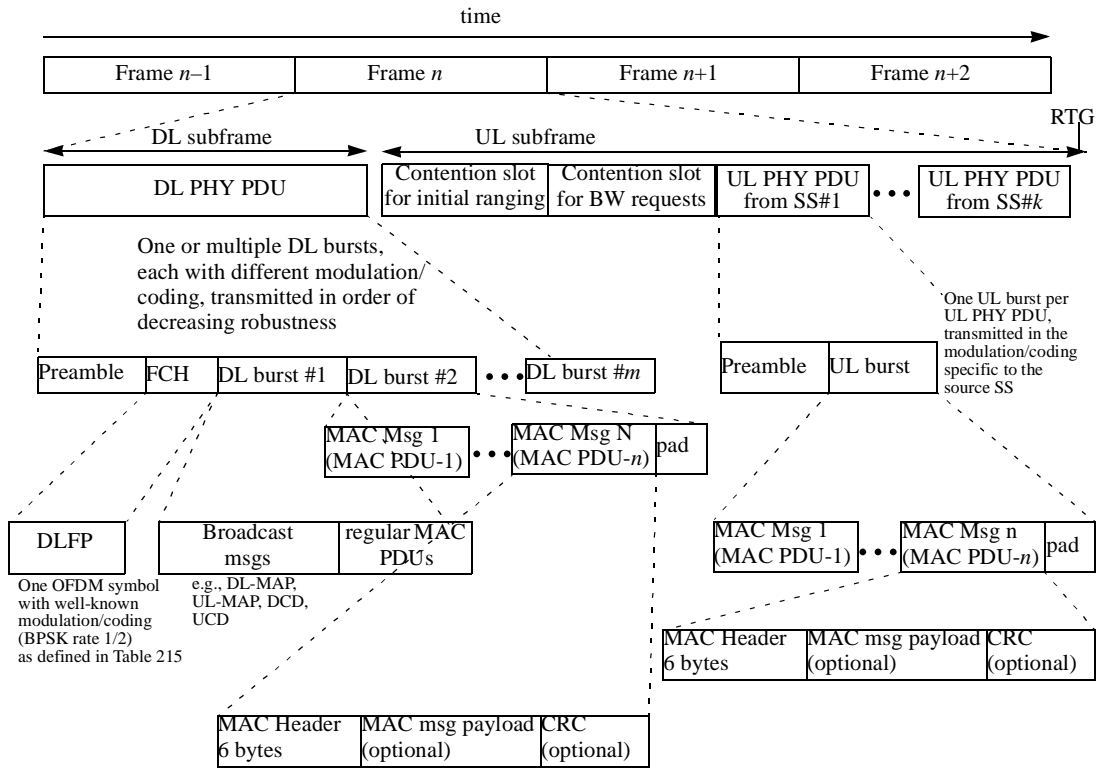 time
Frame n–1
Frame n
Frame n+1
Frame n+2
RTG
DL subframe
UL subframe
DL PHY PDU
Contention slot
for initial ranging
Contention slot
for BW requests
UL PHY PDU
from SS#1
•••
UL PHY PDU
from SS#k
One or multiple DL bursts,
each with different modulation/
coding, transmitted in order of
decreasing robustness
One UL burst per
UL PHY PDU,
transmitted in the
modulation/coding
specific to the
source SS
Preamble
FCH
DL burst #1
DL burst #2
•••
DL burst #m
Preamble
UL burst
MAC Msg 1
(MAC PDU-1)
•••
MAC Msg N
(MAC PDU-n)
pad
DLFP
Broadcast
msgs
regular MAC
PDUs
MAC Msg 1
(MAC PDU-1)
•••
MAC Msg n
(MAC PDU-n)
pad
One OFDM symbol
with well-known
modulation/coding
(BPSK rate 1/2)
as defined in Table 215
e.g., DL-MAP,
UL-MAP, DCD,
UCD
MAC Header
6 bytes
MAC msg payload
(optional)
CRC
(optional)
MAC Header
6 bytes
MAC msg payload
(optional)
CRC
(optional)